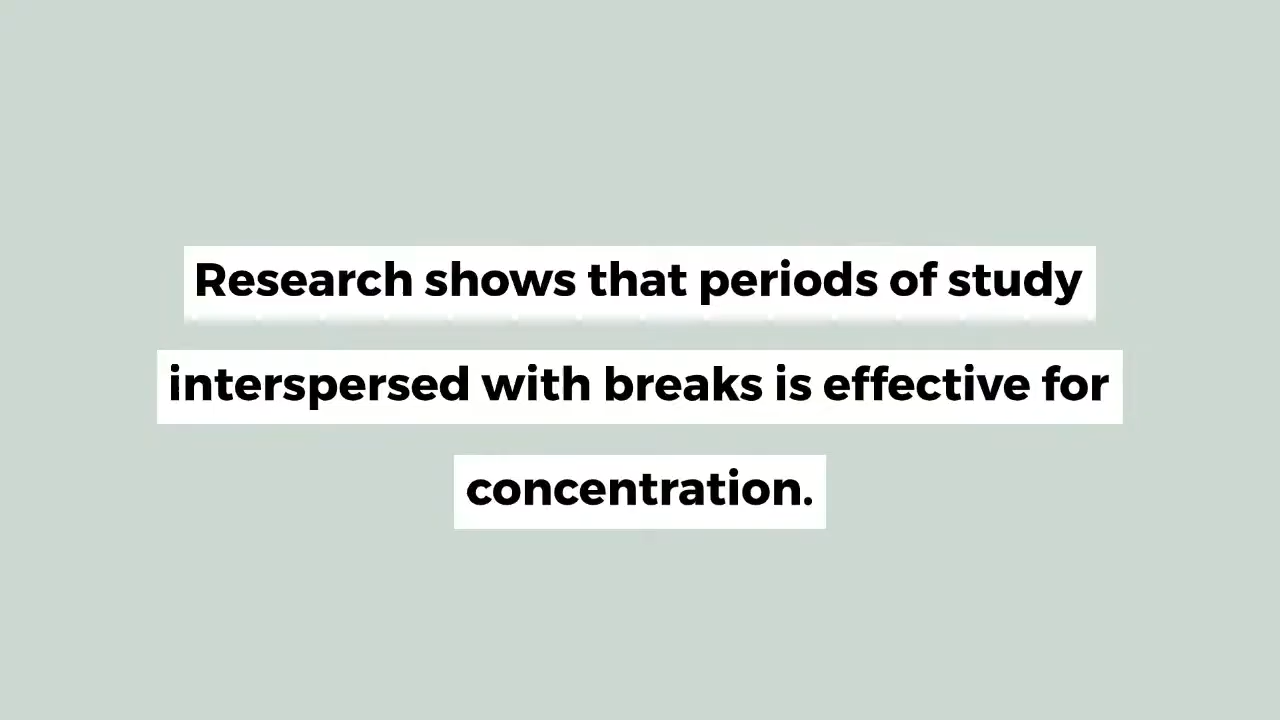 Research shows that periods of study
interspersed with breaks is effective for
concentration.